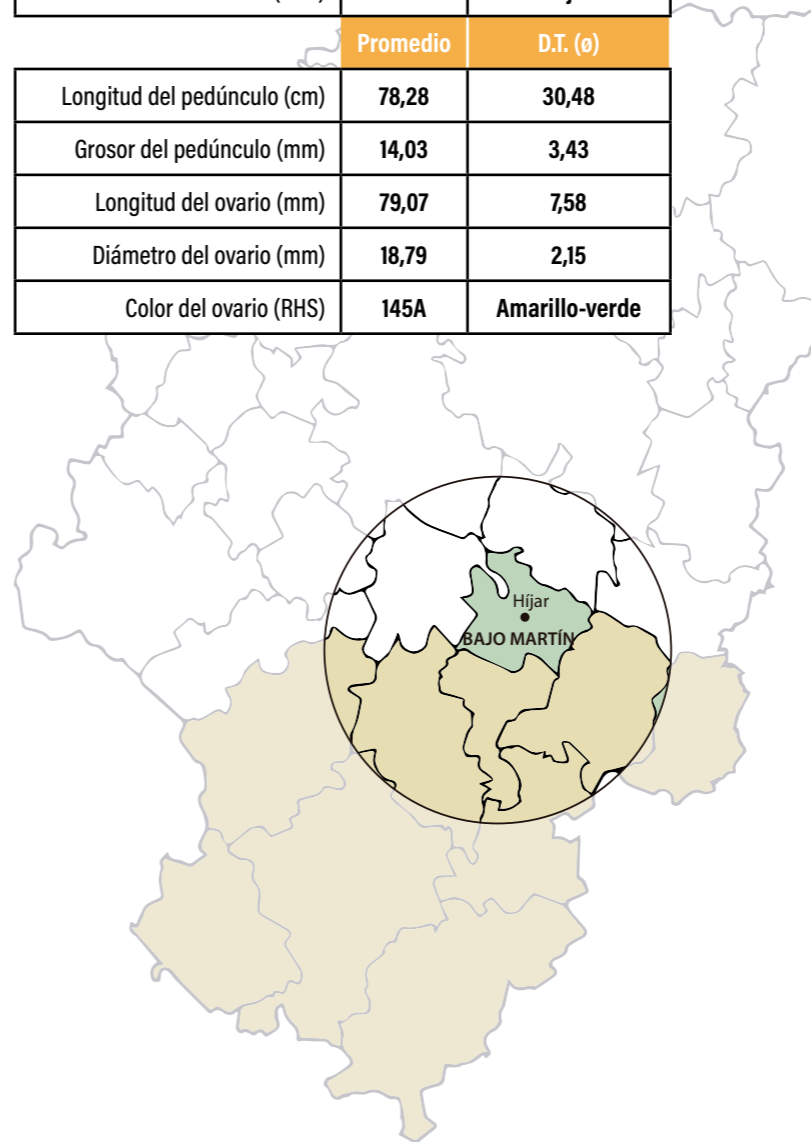 Promedio D.T. (ø)
Longitud del pedúnculo (cm) 78,28 30,48
Grosor del pedúnculo (mm) 14,03 3,43
Longitud del ovario (mm) 79,07 7,58
Diámetro del ovario (mm) 18,79 2,15
Color del ovario (RHS) 145A Amarillo-verde
Híjar
BAJO MARTÍN